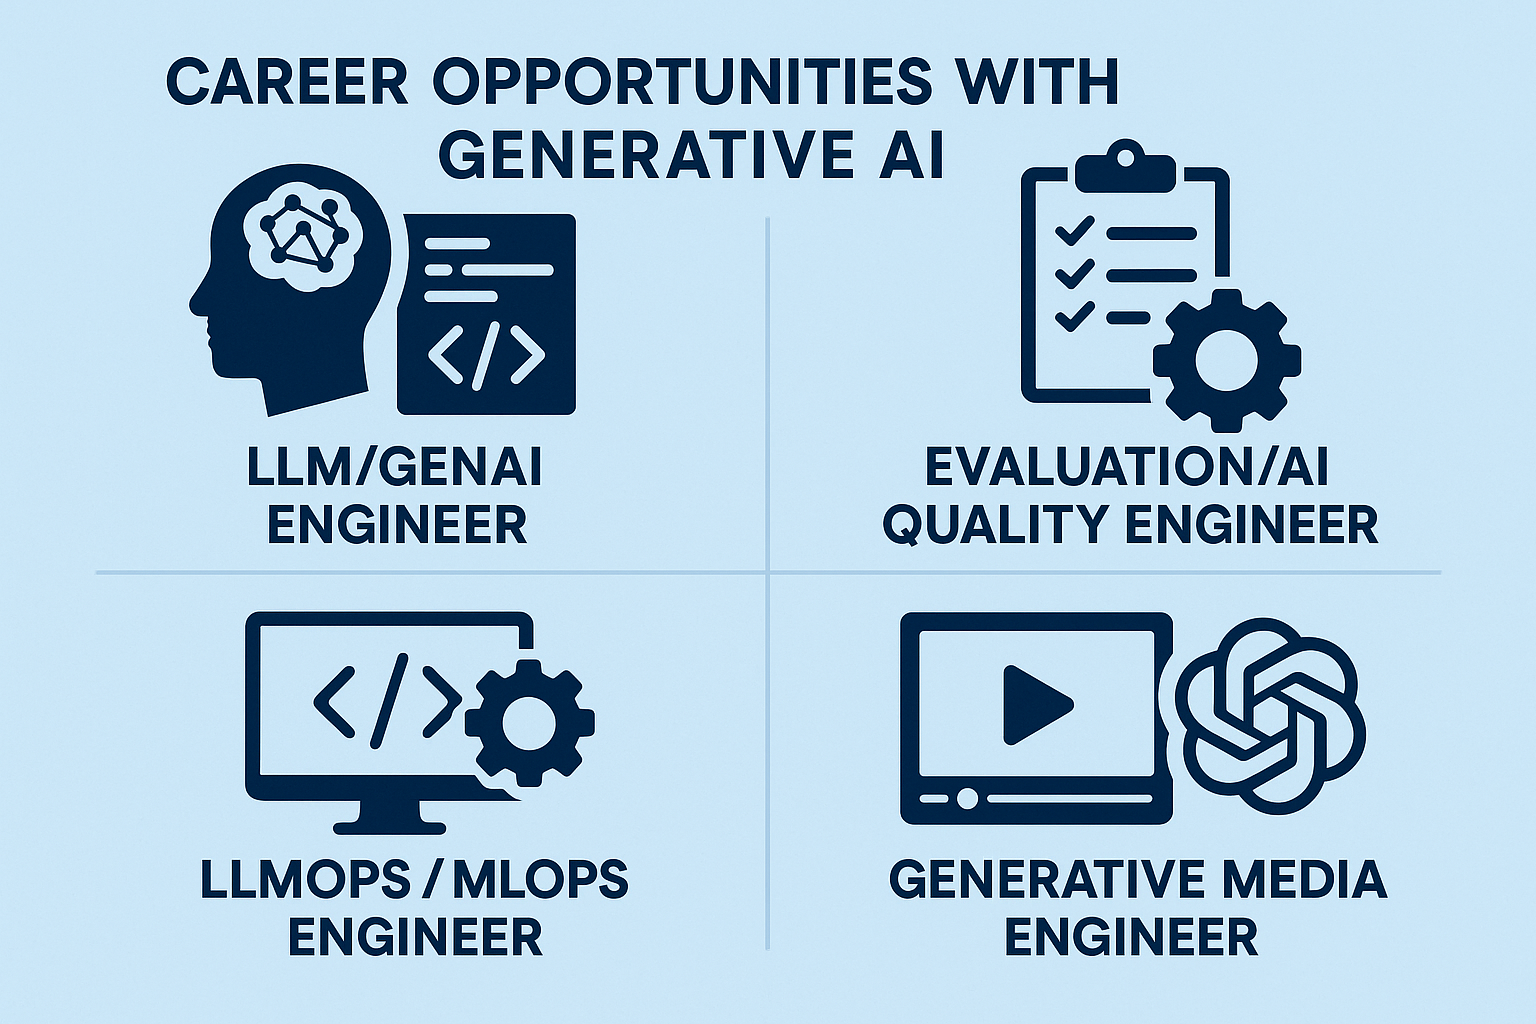 CAREER OPPORTUNITIES WITH
GENERATIVE AI
</>
LLM/GENAI
ENGINEER
EVALUATION/AI
QUALITY ENGINEER
</>
LLMOPS / MLOPS
ENGINEER
GENERATIVE MEDIA
ENGINEER